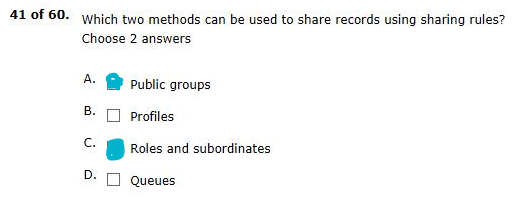 41 of 60. Which two methods can be used to share records using sharing rules?
Choose 2 answers
A. Public groups
B. Profiles
C. Roles and subordinates
D. Queues